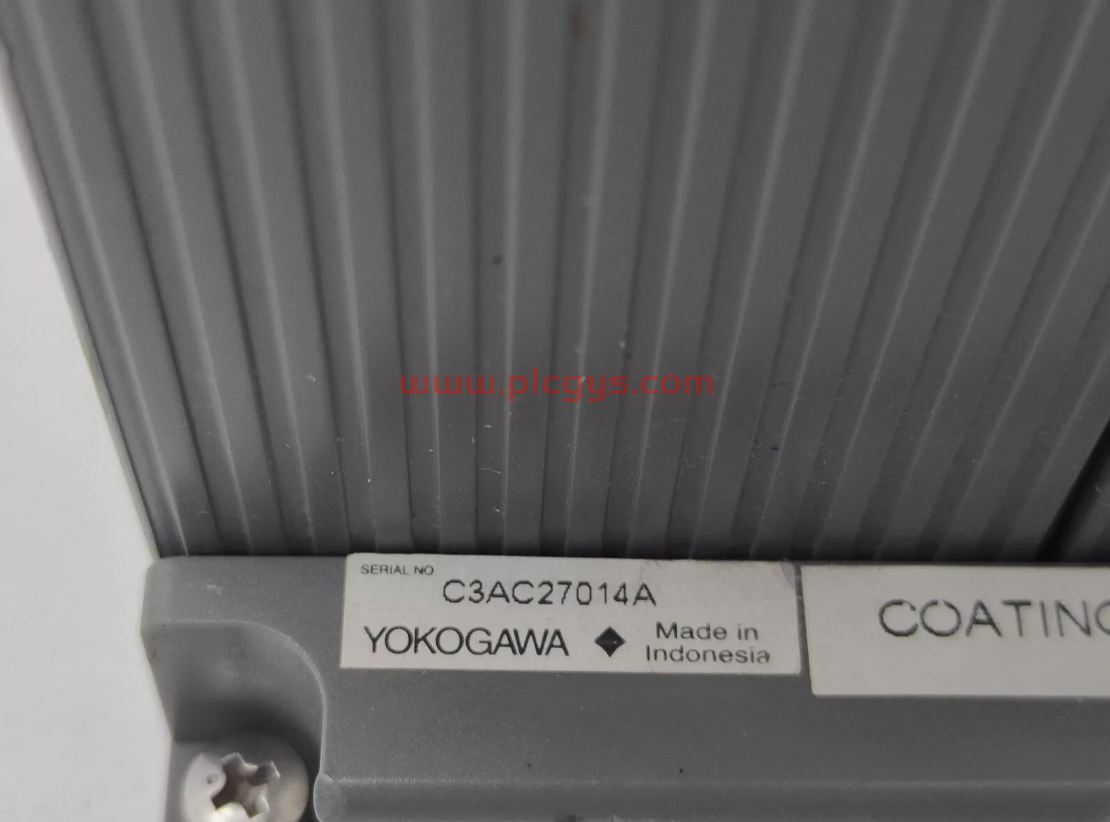 www.plcgys.com
SERIAL NO
C3AC27014A
YOKOGAWA ◆ Made in
Indonesia
COATING